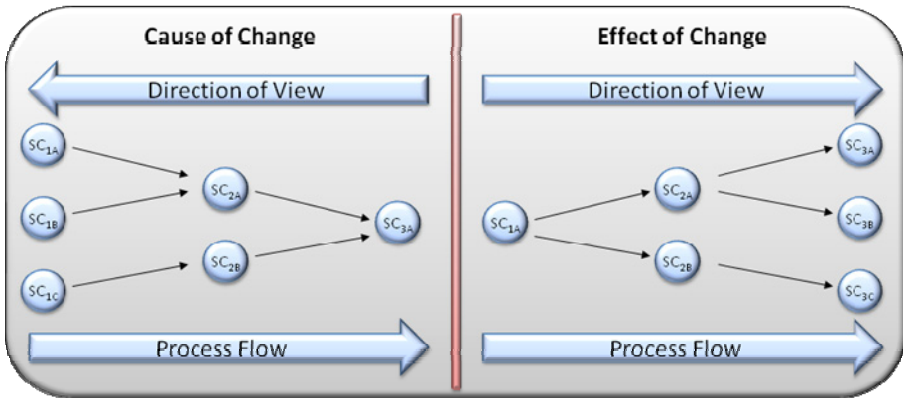 Cause of Change
Direction of View
SC1A
SC1B
SC1C
SC2A
SC2B
SC3A
Process Flow
Effect of Change
Direction of View
SC1A
SC2A
SC2B
SC3A
SC3B
SC3C
Process Flow